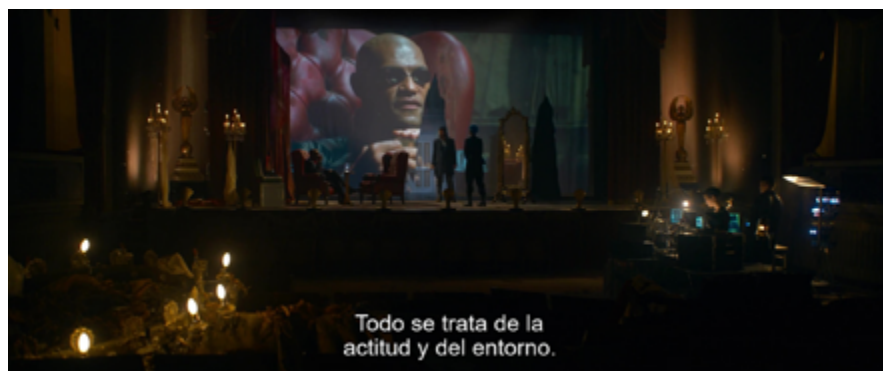 Todo se trata de la
actitud y del entorno.